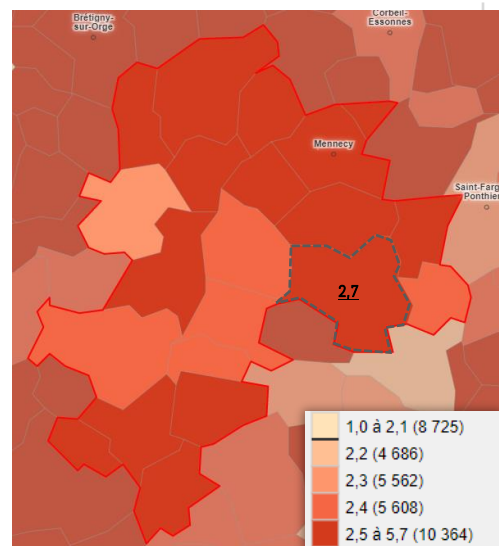 Brétigny-
sur-Orge
Corbeil-
Essonnes
Mennecy
Saint-Farg
Ponthier
2,7
1,0 à 2,1 (8 725)
2,2 (4 686)
2,3 (5 562)
2,4 (5 608)
2,5 à 5,7 (10 364)